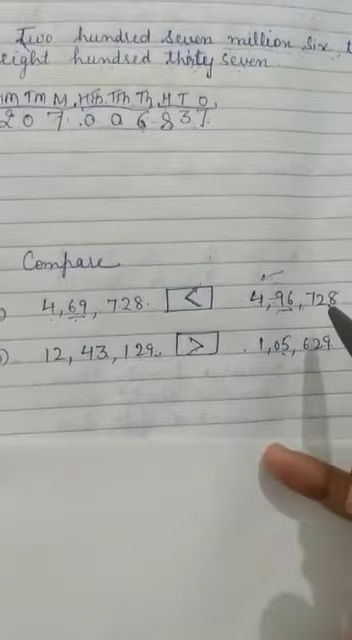 Two hundred seven million six,
eight hundred thirty seven
HM TM M, HTh TTh Th, H T O,
2 0 7 . 0 0 6 8 3 7.
Compare
) 4,69, 728. < 4,96,728
) 12, 43, 129. > 1,05,629